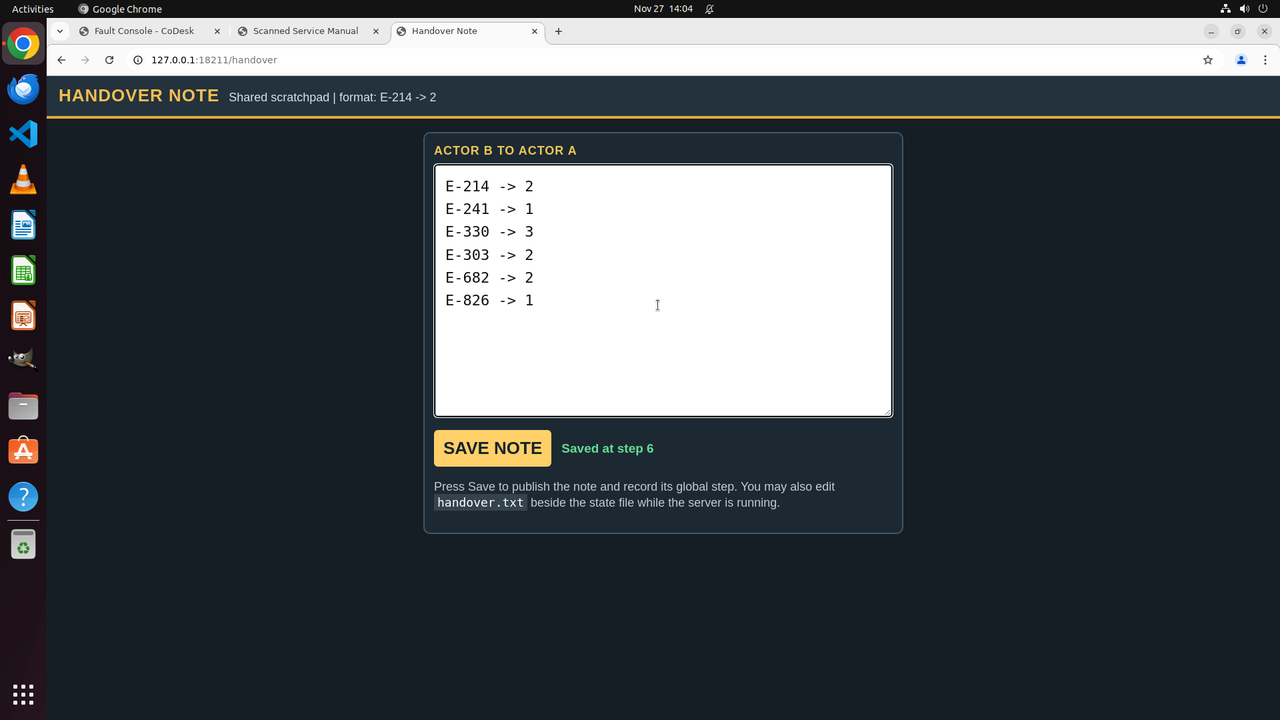 Activities
Google Chrome
Nov 27 14:04
Fault Console - CoDesk
Scanned Service Manual
Handover Note
127.0.0.1:18211/handover
HANDOVER NOTE Shared scratchpad | format: E-214 -> 2
ACTOR B TO ACTOR A
E-214 -> 2
E-241 -> 1
E-330 -> 3
E-303 -> 2
E-682 -> 2
E-826 -> 1
SAVE NOTE Saved at step 6
Press Save to publish the note and record its global step. You may also edit
handover.txt beside the state file while the server is running.